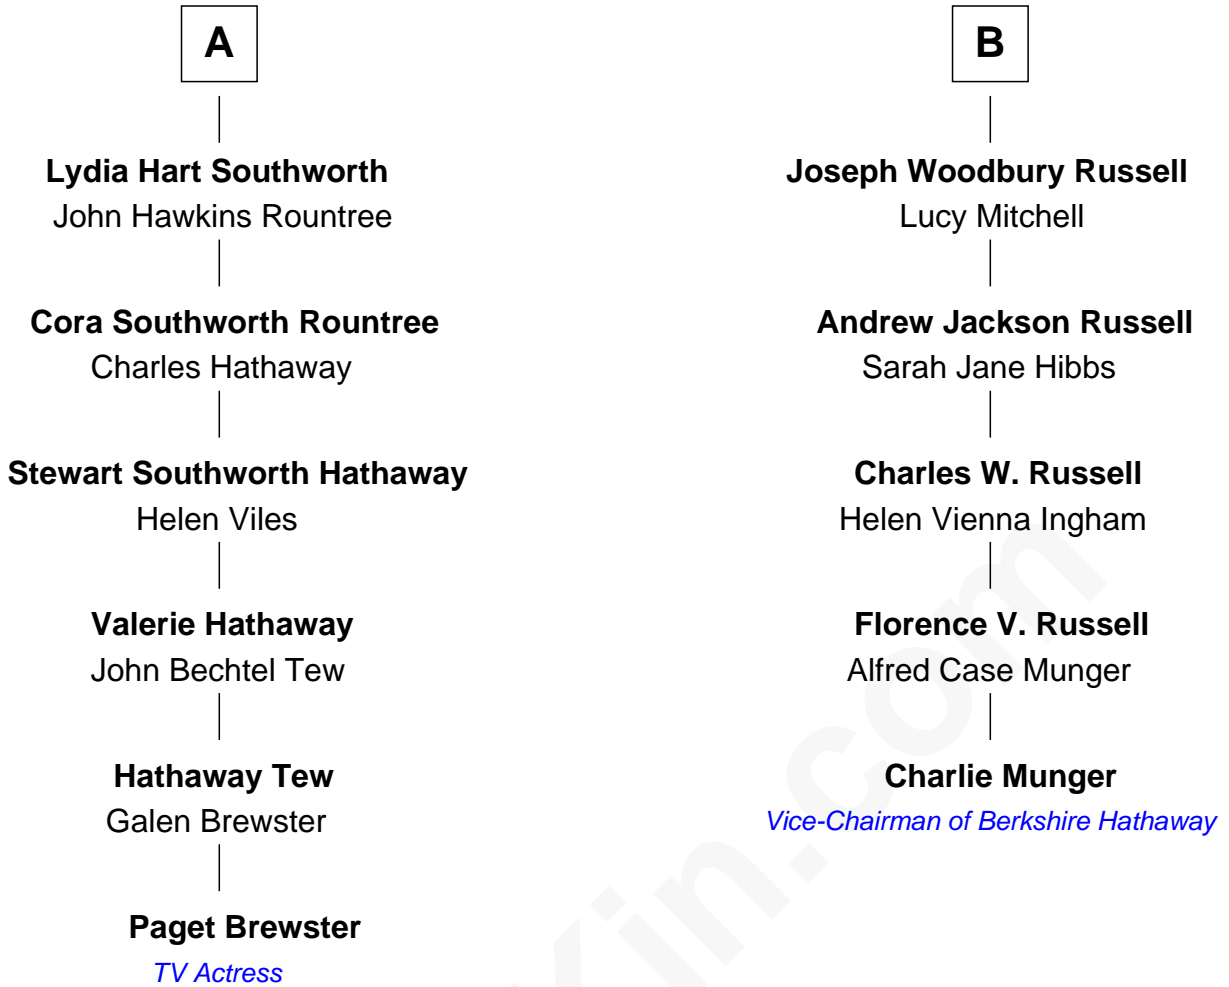 A
Lydia Hart Southworth
John Hawkins Rountree
Cora Southworth Rountree
Charles Hathaway
Stewart Southworth Hathaway
Helen Viles
Valerie Hathaway
John Bechtel Tew
Hathaway Tew
Galen Brewster
Paget Brewster
TV Actress
B
Joseph Woodbury Russell
Lucy Mitchell
Andrew Jackson Russell
Sarah Jane Hibbs
Charles W. Russell
Helen Vienna Ingham
Florence V. Russell
Alfred Case Munger
Charlie Munger
Vice-Chairman of Berkshire Hathaway
Kin.com